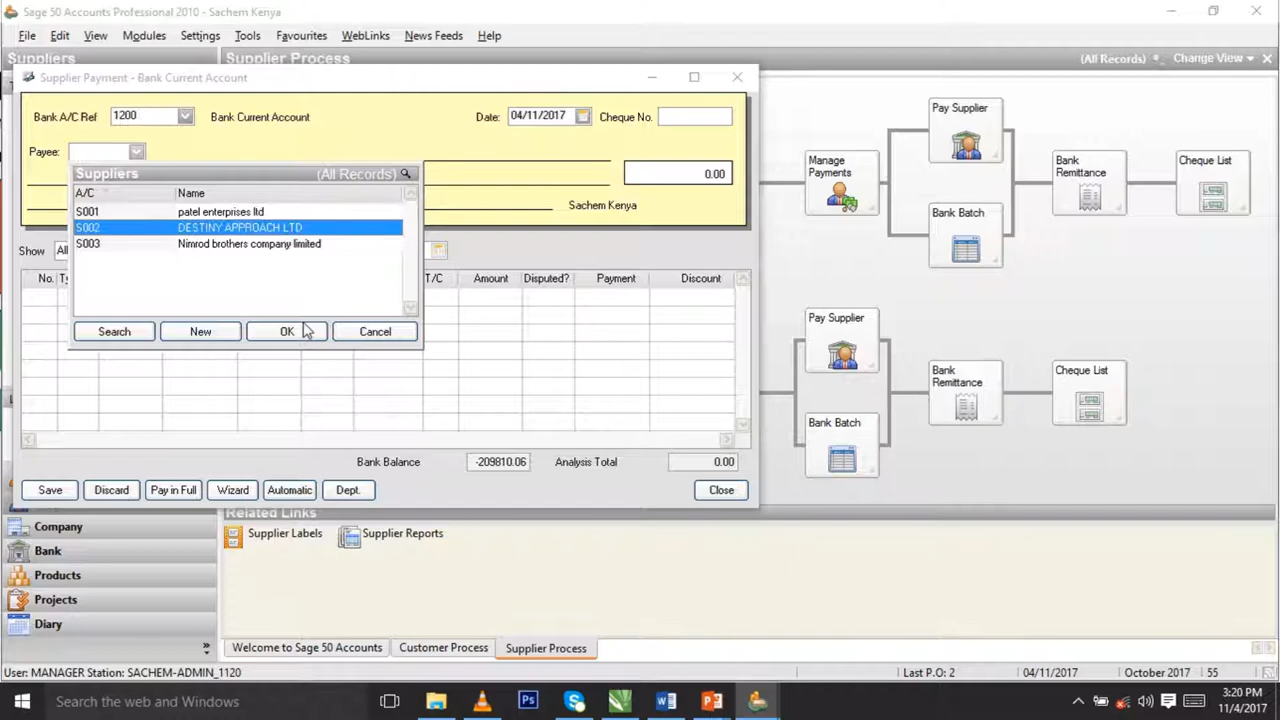 Sage 50 Accounts Professional 2010 - Sachem Kenya
File Edit View Modules Settings Tools Favourites WebLinks News Feeds Help
Suppliers
Supplier Process
(All Records)
Change View
Supplier Payment - Bank Current Account
Bank A/C Ref 1200 Bank Current Account Date: 04/11/2017 Cheque No.
Payee:
0.00
Sachem Kenya
Suppliers (All Records)
A/C Name
S001 patel enterprises ltd
S002 DESTINY APPROACH LTD
S003 Nimrod brothers company limited
Search New OK Cancel
Show
No. T/C Amount Disputed? Payment Discount
Bank Balance -209810.06 Analysis Total 0.00
Save Discard Pay in Full Wizard Automatic Dept. Close
Manage Payments
Pay Supplier
Bank Batch
Bank Remittance
Cheque List
Pay Supplier
Bank Batch
Bank Remittance
Cheque List
Company
Bank
Products
Projects
Diary
Related Links
Supplier Labels Supplier Reports
Welcome to Sage 50 Accounts Customer Process Supplier Process
User: MANAGER Station: SACHEM-ADMIN_1120 Last P.O: 2 04/11/2017 October 2017 55
Search the web and Windows
3:20 PM
11/4/2017